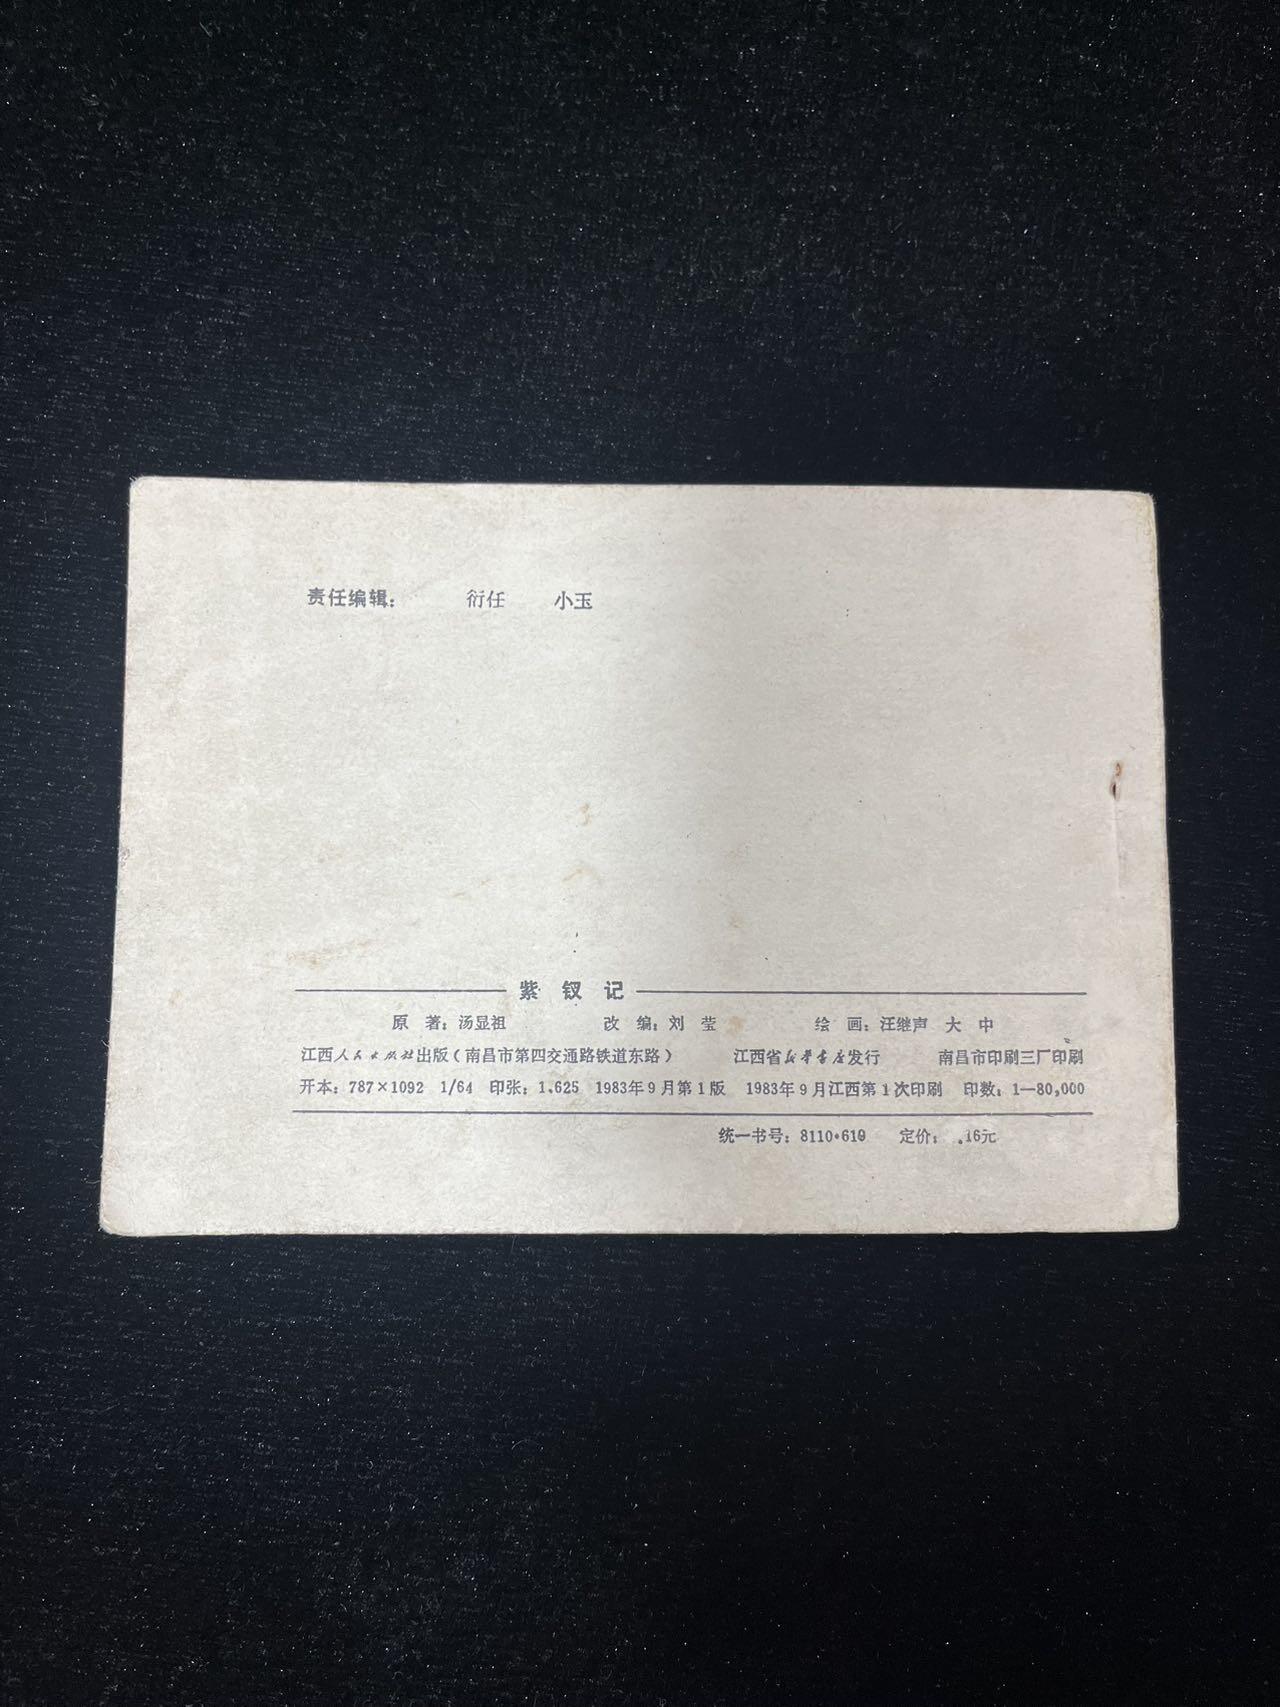 责任编辑： 衍任 小玉
紫钗记
原著：汤显祖 改编：刘莹 绘画：汪继声 大中
江西人民出版社出版（南昌市第四交通路铁道东路） 江西省新华书店发行 南昌市印刷三厂印刷
开本：787×1092 1/64 印张：1.625 1983年9月第1版 1983年9月江西第1次印刷 印数：1—80,000
统一书号：8110·619 定价： .16元